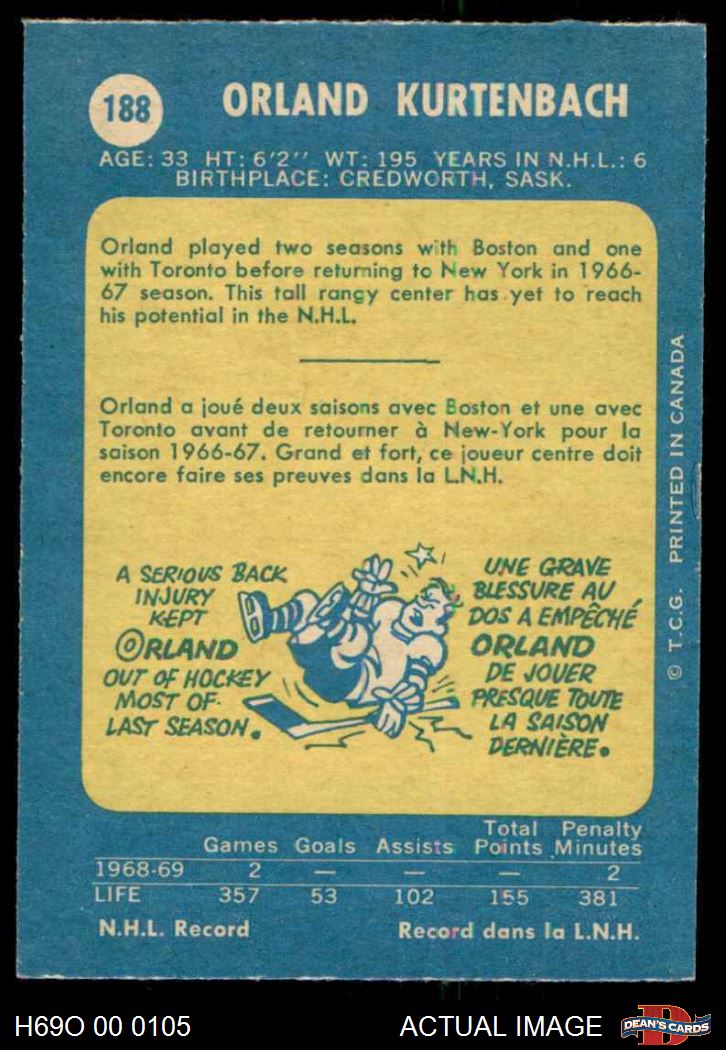 188
ORLAND KURTENBACH
AGE: 33 HT: 6'2" WT: 195 YEARS IN N.H.L.: 6
BIRTHPLACE: CREDWORTH, SASK.
Orland played two seasons with Boston and one
with Toronto before returning to New York in 1966-
67 season. This tall rangy center has yet to reach
his potential in the N.H.L.
Orland a joué deux saisons avec Boston et une avec
Toronto avant de retourner à New-York pour la
saison 1966-67. Grand et fort, ce joueur centre doit
encore faire ses preuves dans la L.N.H.
A SERIOUS BACK
INJURY
KEPT
ORLAND
OUT OF HOCKEY
MOST OF
LAST SEASON.
UNE GRAVE
BLESSURE AU
DOS A EMPÊCHÉ
ORLAND
DE JOUER
PRESQUE TOUTE
LA SAISON
DERNIÈRE.
© T.C.G. PRINTED IN CANADA
Games Goals Assists Total Points Penalty Minutes
1968-69 2 — — — 2
LIFE 357 53 102 155 381
N.H.L. Record Record dans la L.N.H.
H69O 00 0105 ACTUAL IMAGE
D
DEAN'S CARDS